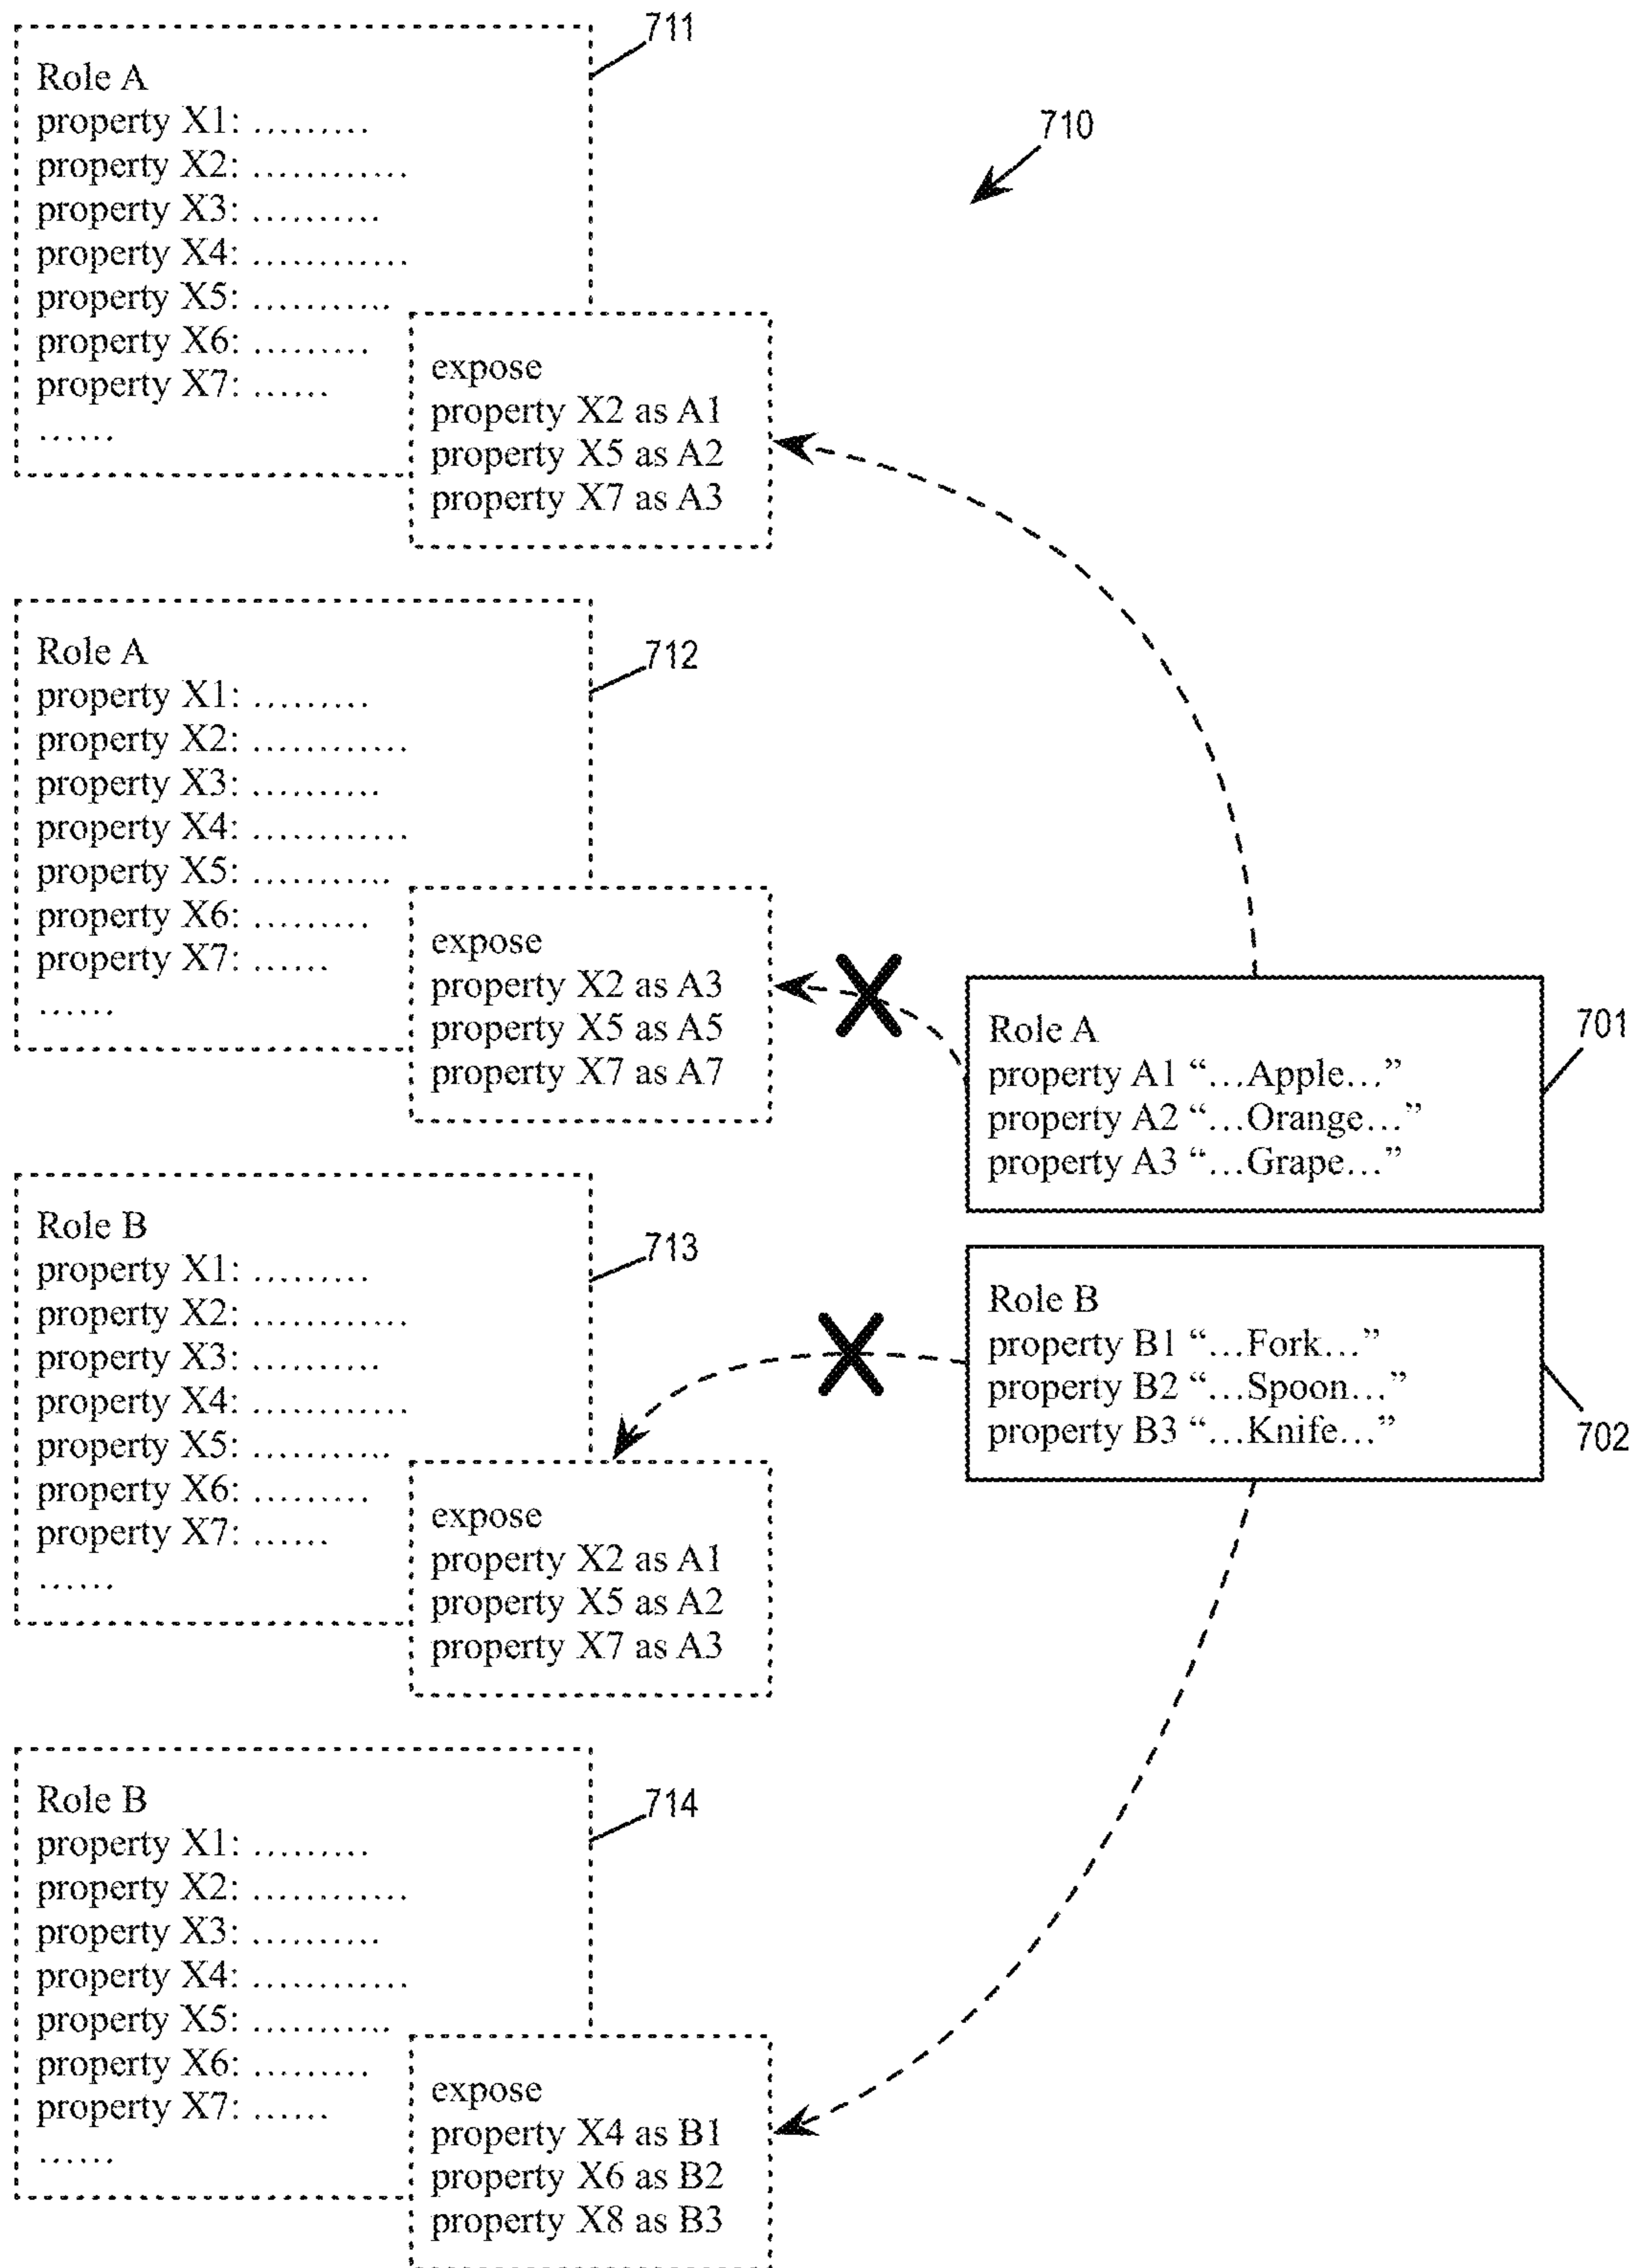 711
Role A
property X1: .........
property X2: ............
property X3: ..........
property X4: ............
property X5: ...........
property X6: .........
property X7: ......
......
expose
property X2 as A1
property X5 as A2
property X7 as A3
710
712
Role A
property X1: .........
property X2: ............
property X3: ..........
property X4: ............
property X5: ...........
property X6: .........
property X7: ......
......
expose
property X2 as A3
property X5 as A5
property X7 as A7
701
Role A
property A1 “…Apple…”
property A2 “…Orange…”
property A3 “…Grape…”
713
Role B
property X1: .........
property X2: ............
property X3: ..........
property X4: ............
property X5: ...........
property X6: .........
property X7: ......
......
expose
property X2 as A1
property X5 as A2
property X7 as A3
Role B
property B1 “…Fork…”
property B2 “…Spoon…”
property B3 “…Knife…”
702
714
Role B
property X1: .........
property X2: ............
property X3: ..........
property X4: ............
property X5: ...........
property X6: .........
property X7: ......
......
expose
property X4 as B1
property X6 as B2
property X8 as B3